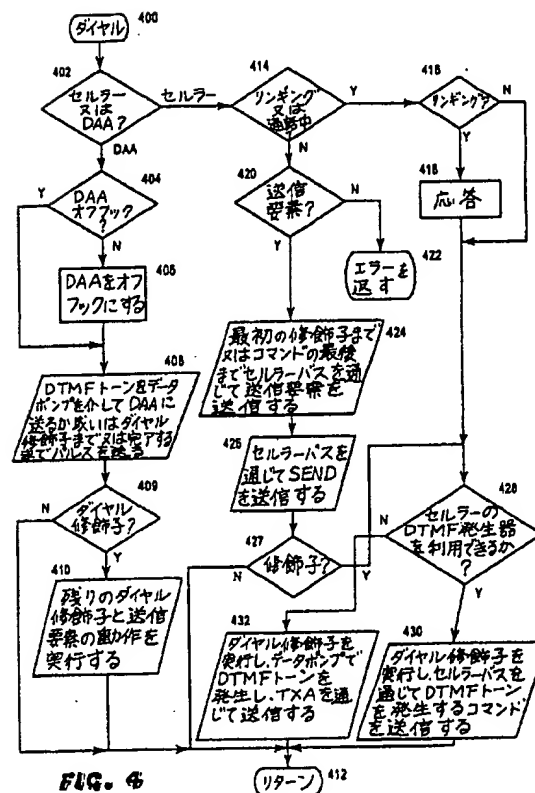 ダイヤル
400
402
セルラー
又は
DAA?
セルラー
414
リンギング
又は
通話中
Y
416
リンギング?
N
DAA
N
Y
Y
404
DAA
オフフック
?
N
420
送信
要素?
N
Y
418
応答
406
DAAをオフ
フックにする
エラーを
返す
422
408
DTMFトーンをデータ
ポンプを介してDAAに
送るか或いはダイヤル
修飾子まで又は完了する
までパルスを送る
最初の修飾子まで
又はコマンドの最後
までセルラーバスを通
じて送信要素を
送信する
424
426
セルラーバスを
通じてSENDを
送信する
409
ダイヤル
修飾子?
N
Y
427
修飾子?
N
Y
428
セルラーの
DTMF発生器
を利用できるか
?
N
Y
410
残りのダイヤル
修飾子と送信
要素の動作を
実行する
432
ダイヤル修飾子を
実行し、データポンプで
DTMFトーンを
発生し、TXAを通
じて送信する
430
ダイヤル修飾子を
実行し、セルラーバスを
通じてDTMFトーン
を発生するコマンドを
送信する
FIG. 4
リターン
412